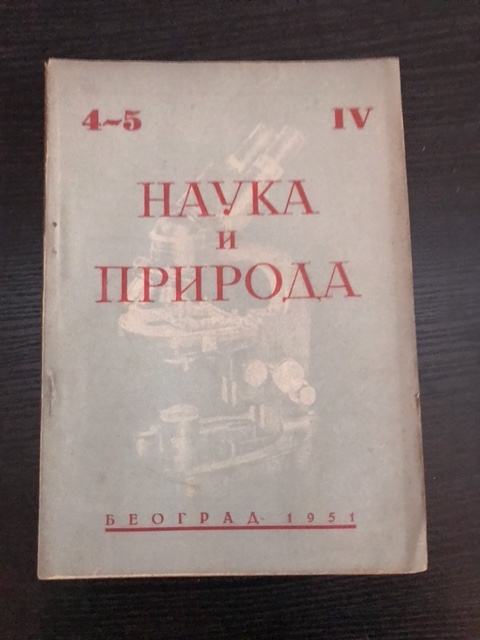 4-5 IV
НАУКА
И
ПРИРОДА
БЕОГРАД - 1951